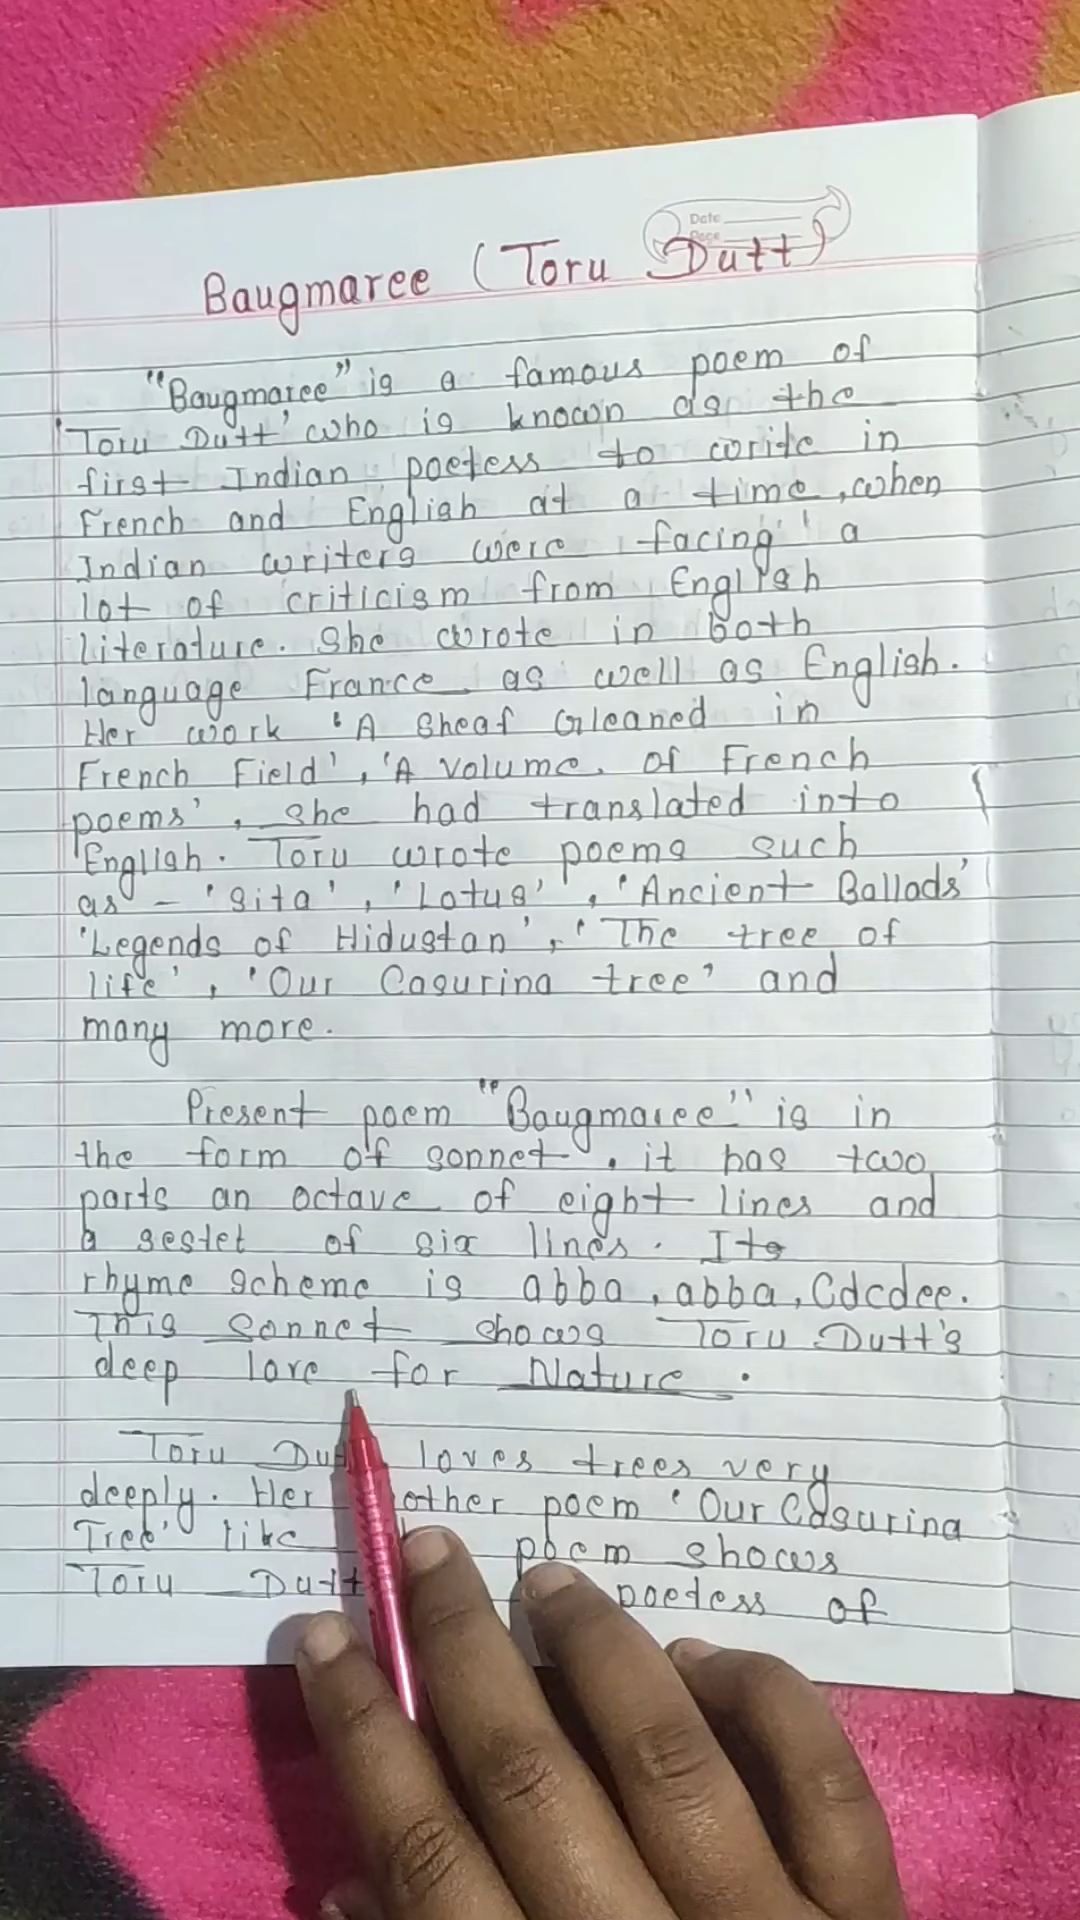 Date
Page
Baugmaree (Toru Dutt)
"Baugmaree" is a famous poem of
'Toru Dutt' who is known as the
first Indian poetess to write in
French and English at a time, when
Indian writers were facing a
lot of criticism from English
literature. She wrote in both
language France as well as English.
Her work 'A Sheaf Gleaned in
French Field', 'A volume of French
poems', she had translated into
English. Toru wrote poems such
as - 'Sita', 'Lotus', 'Ancient Ballads'
'Legends of Hidustan', 'The tree of
life', 'Our Casurina tree' and
many more.
Present poem "Baugmaree" is in
the form of sonnet, it has two
parts an octave of eight lines and
a sestet of six lines. Its
rhyme scheme is abba, abba, Cdcdee.
This sonnet shows Toru Dutt's
deep love for Nature.
Toru loves trees very
deeply. Her other poem 'Our Casurina
Tree' like poem shows
Toru Dutt poetess of